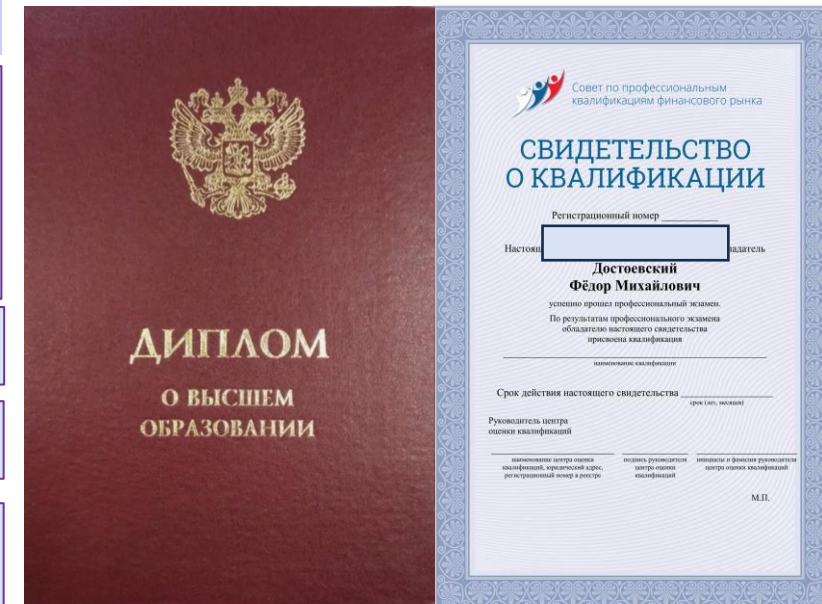 ДИПЛОМ
О ВЫСШЕМ
ОБРАЗОВАНИИ
Совет по профессиональным
квалификациям финансового рынка
СВИДЕТЕЛЬСТВО
О КВАЛИФИКАЦИИ
Регистрационный номер ___________
Достоевский
Фёдор Михайлович
успешно прошел профессиональный экзамен.
По результатам профессионального экзамена
обладателю настоящего свидетельства
присвоена квалификация
наименование квалификации
Срок действия настоящего свидетельства ___________
срок (лет, месяцев)
Руководитель центра
оценки квалификаций
наименование центра оценки
квалификаций, юридический адрес,
регистрационный номер в реестре
подпись руководителя
центра оценки
квалификаций
инициалы и фамилия руководителя
центра оценки квалификаций
М.П.